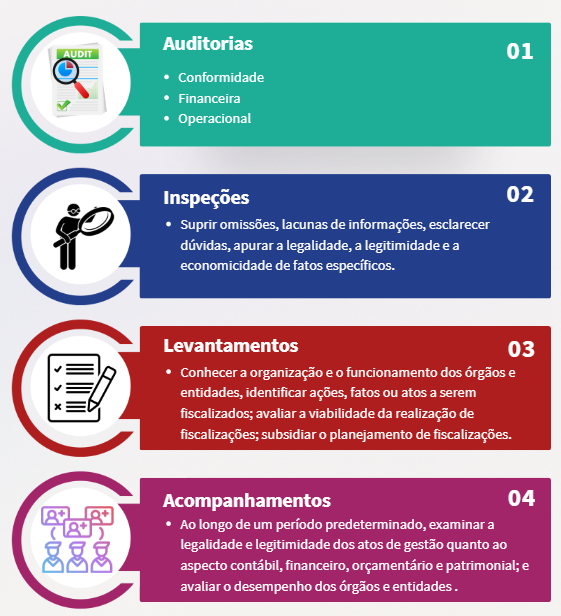 AUDIT
Auditorias
01
• Conformidade
• Financeira
• Operacional
Inspeções
02
• Suprir omissões, lacunas de informações, esclarecer
dúvidas, apurar a legalidade, a legitimidade e a
economicidade de fatos específicos.
Levantamentos
03
• Conhecer a organização e o funcionamento dos órgãos e
entidades, identificar ações, fatos ou atos a serem
fiscalizados; avaliar a viabilidade da realização de
fiscalizações; subsidiar o planejamento de fiscalizações.
Acompanhamentos
04
• Ao longo de um período predeterminado, examinar a
legalidade e legitimidade dos atos de gestão quanto ao
aspecto contábil, financeiro, orçamentário e patrimonial; e
avaliar o desempenho dos órgãos e entidades .